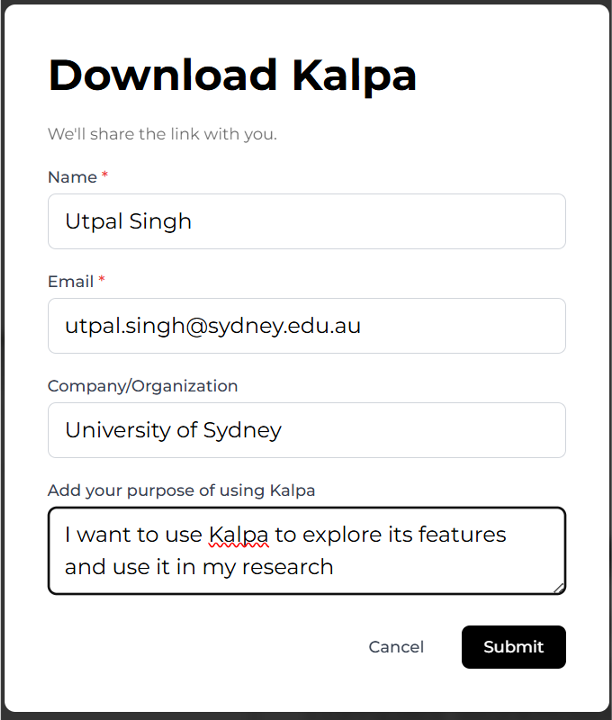 Download Kalpa
We'll share the link with you.
Name *
Utpal Singh
Email *
utpal.singh@sydney.edu.au
Company/Organization
University of Sydney
Add your purpose of using Kalpa
I want to use Kalpa to explore its features
and use it in my research
Cancel
Submit